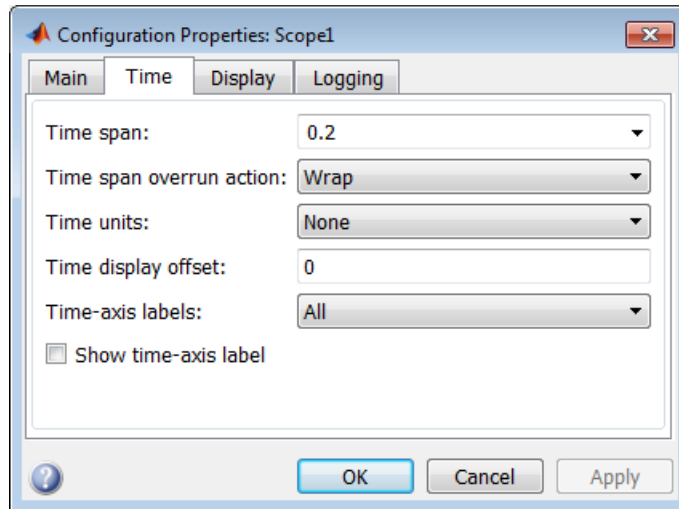 Configuration Properties: Scope1
Main Time Display Logging
Time span: 0.2
Time span overrun action: Wrap
Time units: None
Time display offset: 0
Time-axis labels: All
Show time-axis label
? OK Cancel Apply